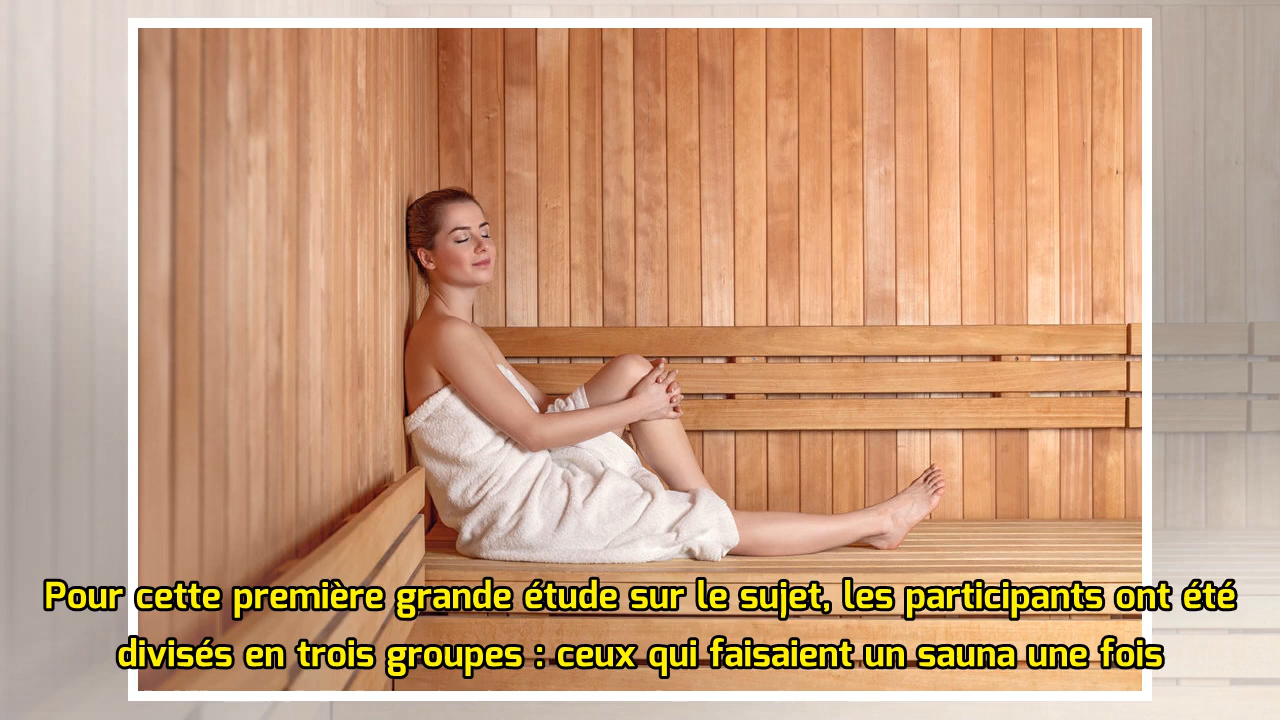 Pour cette première grande étude sur le sujet, les participants ont été
divisés en trois groupes : ceux qui faisaient un sauna une fois